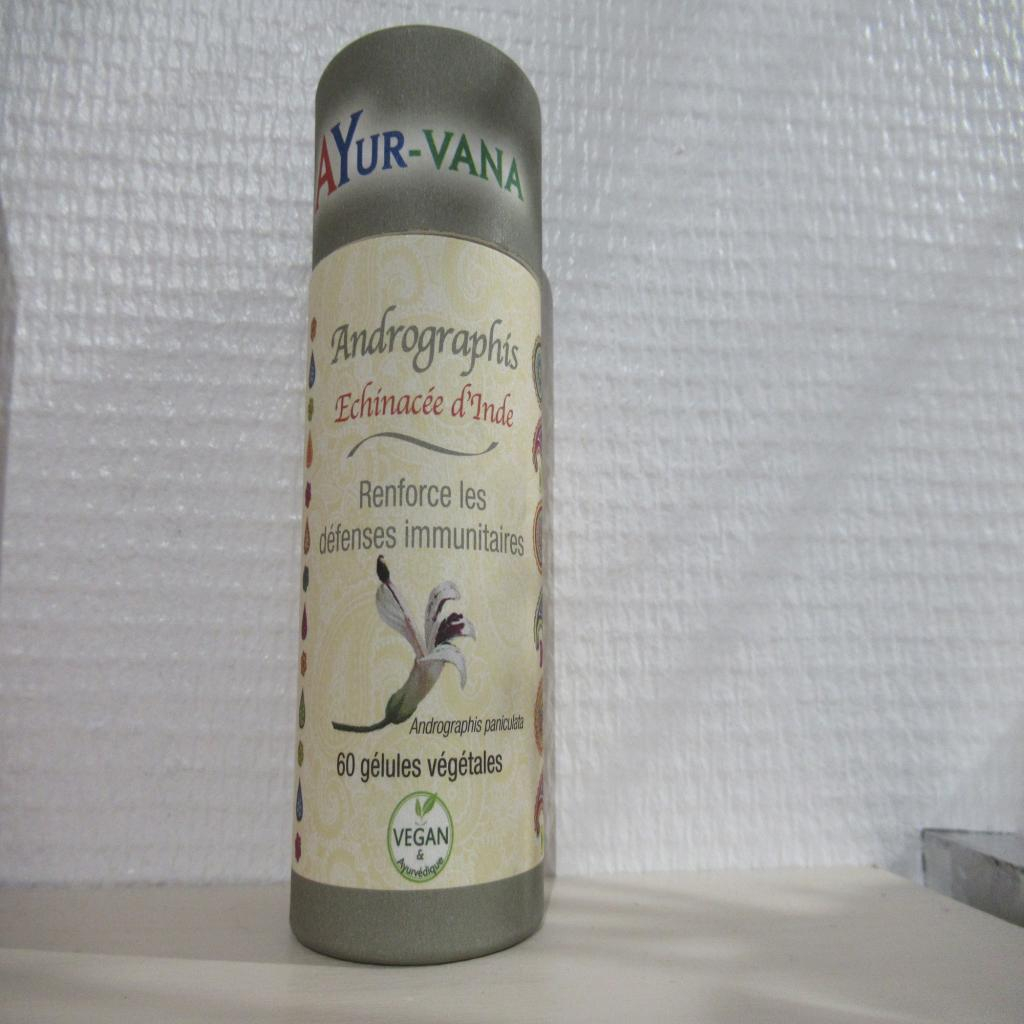 AYUR-VANA
Andrographis
Echinacée d'Inde
Renforce les
défenses immunitaires
Andrographis paniculata
60 gélules végétales
VEGAN
&
Ayurvédique